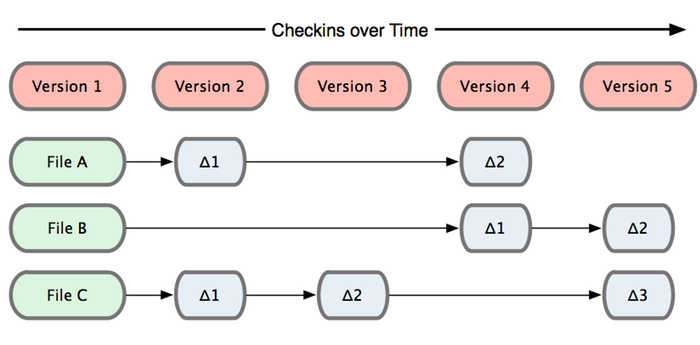 Checkins over Time
Version 1 Version 2 Version 3 Version 4 Version 5
File A Δ1 Δ2
File B Δ1 Δ2
File C Δ1 Δ2 Δ3